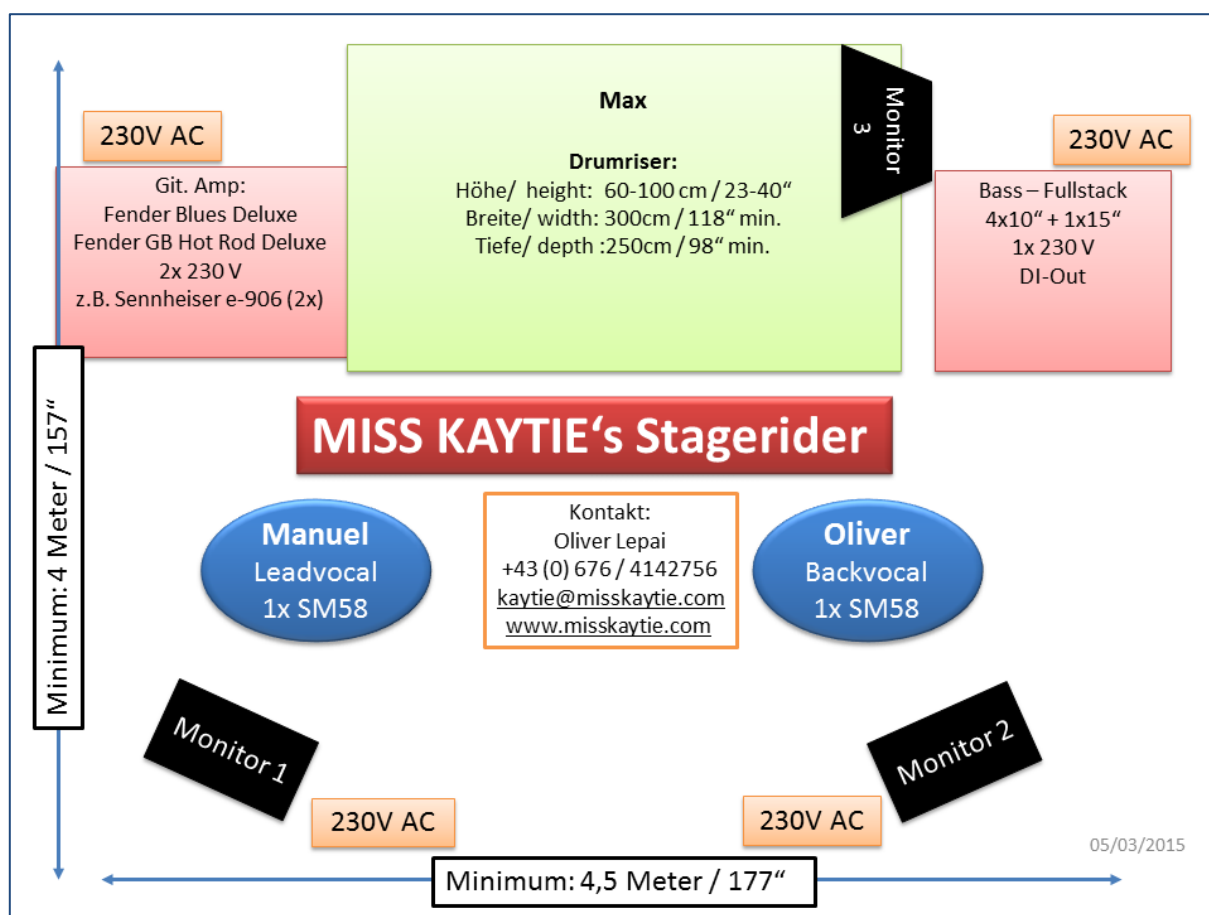 230V AC
Git. Amp:
Fender Blues Deluxe
Fender GB Hot Rod Deluxe
2x 230 V
z.B. Sennheiser e-906 (2x)
Max
Drumriser:
Höhe/ height: 60-100 cm / 23-40“
Breite/ width: 300cm / 118“ min.
Tiefe/ depth :250cm / 98“ min.
Monitor
3
230V AC
Bass – Fullstack
4x10“ + 1x15“
1x 230 V
DI-Out
Minimum: 4 Meter / 157“
MISS KAYTIE‘s Stagerider
Manuel
Leadvocal
1x SM58
Kontakt:
Oliver Lepai
+43 (0) 676 / 4142756
kaytie@misskaytie.com
www.misskaytie.com
Oliver
Backvocal
1x SM58
Monitor 1
Monitor 2
230V AC
230V AC
05/03/2015
Minimum: 4,5 Meter / 177“